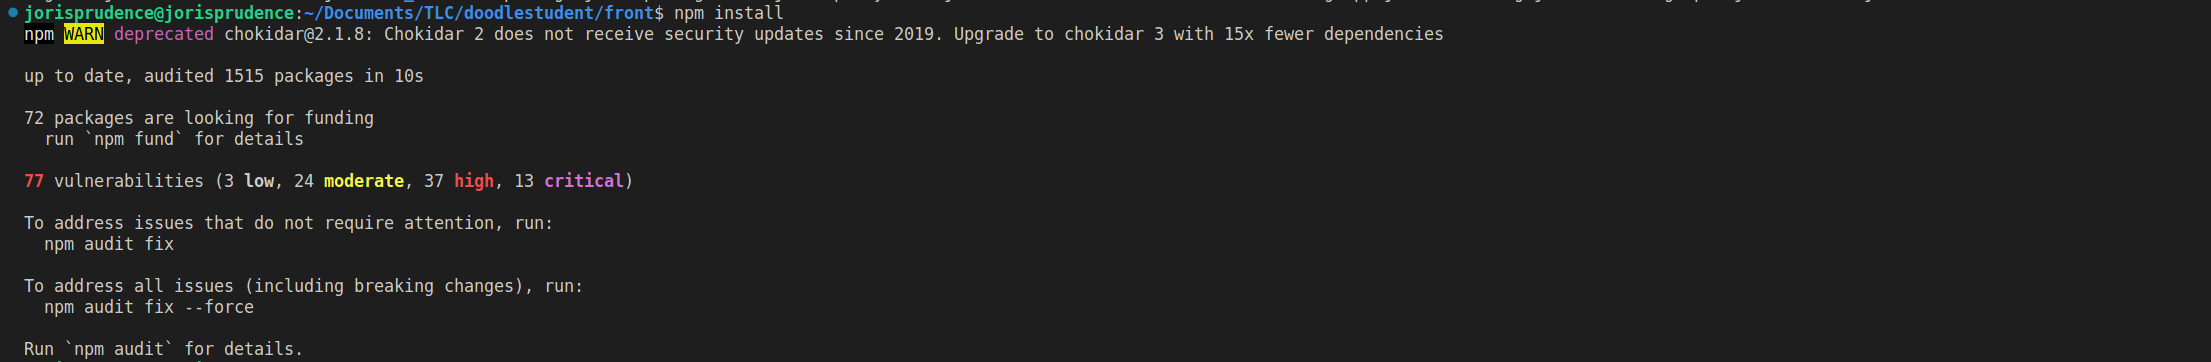 jorisprudence@jorisprudence:~/Documents/TLC/doodlestudent/front$ npm install
npm WARN deprecated chokidar@2.1.8: Chokidar 2 does not receive security updates since 2019. Upgrade to chokidar 3 with 15x fewer dependencies
up to date, audited 1515 packages in 10s
72 packages are looking for funding
run `npm fund` for details
77 vulnerabilities (3 low, 24 moderate, 37 high, 13 critical)
To address issues that do not require attention, run:
npm audit fix
To address all issues (including breaking changes), run:
npm audit fix --force
Run `npm audit` for details.